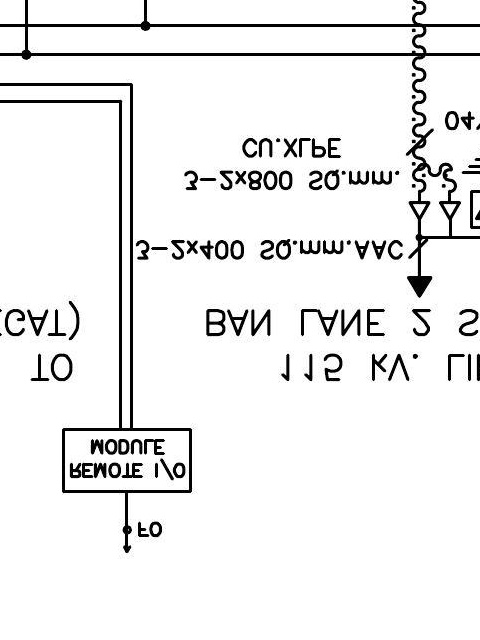 FO
REMOTE I/O
MODULE
TO
115 kV. LI
GAT)
BAN LANE 2 S
3-2x400 SQ.mm.AAC
3-2x800 SQ.mm.
CU.XLPE
04